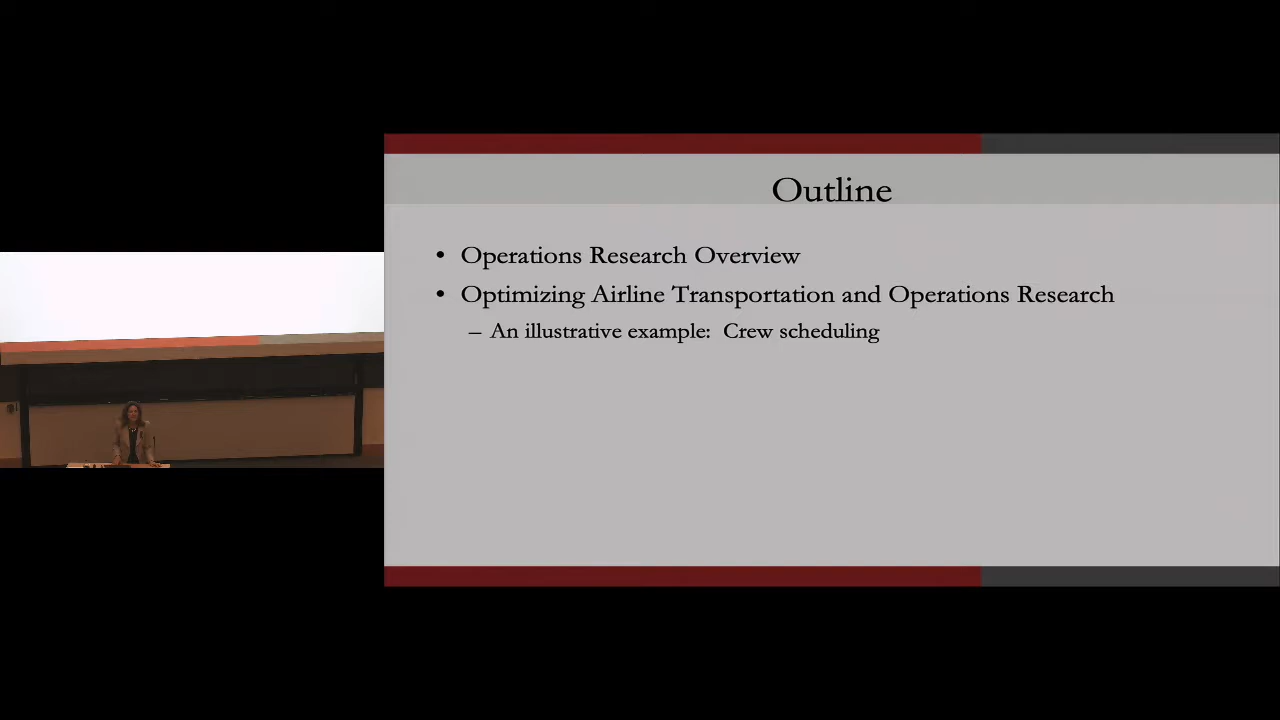 Outline
• Operations Research Overview
• Optimizing Airline Transportation and Operations Research
– An illustrative example: Crew scheduling